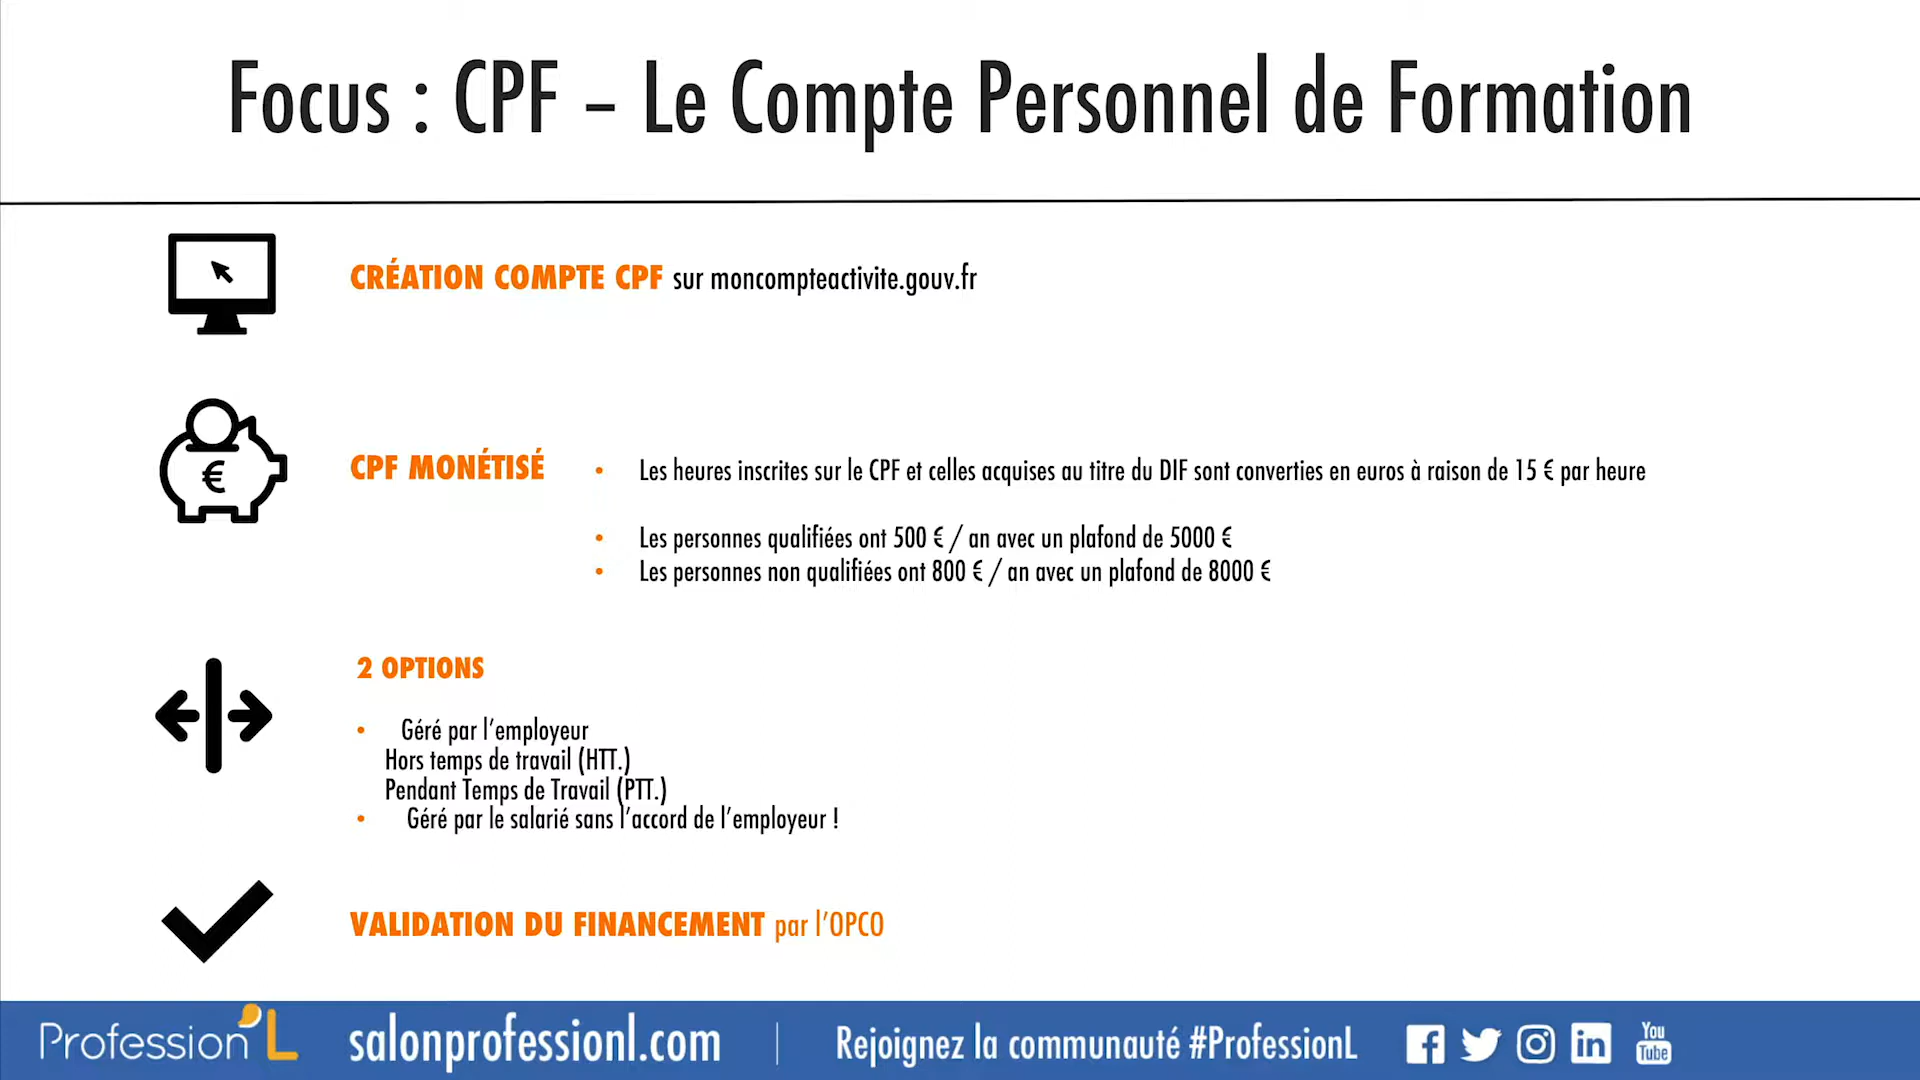 Focus : CPF – Le Compte Personnel de Formation
CRÉATION COMPTE CPF sur moncompteactivite.gouv.fr
€
CPF MONÉTISÉ
• Les heures inscrites sur le CPF et celles acquises au titre du DIF sont converties en euros à raison de 15 € par heure
• Les personnes qualifiées ont 500 € / an avec un plafond de 5000 €
• Les personnes non qualifiées ont 800 € / an avec un plafond de 8000 €
2 OPTIONS
• Géré par l’employeur
Hors temps de travail (HTT.)
Pendant Temps de Travail (PTT.)
• Géré par le salarié sans l’accord de l’employeur !
VALIDATION DU FINANCEMENT par l’OPCO
Profession’L
salonprofessionl.com
Rejoignez la communauté #ProfessionL
You
Tube